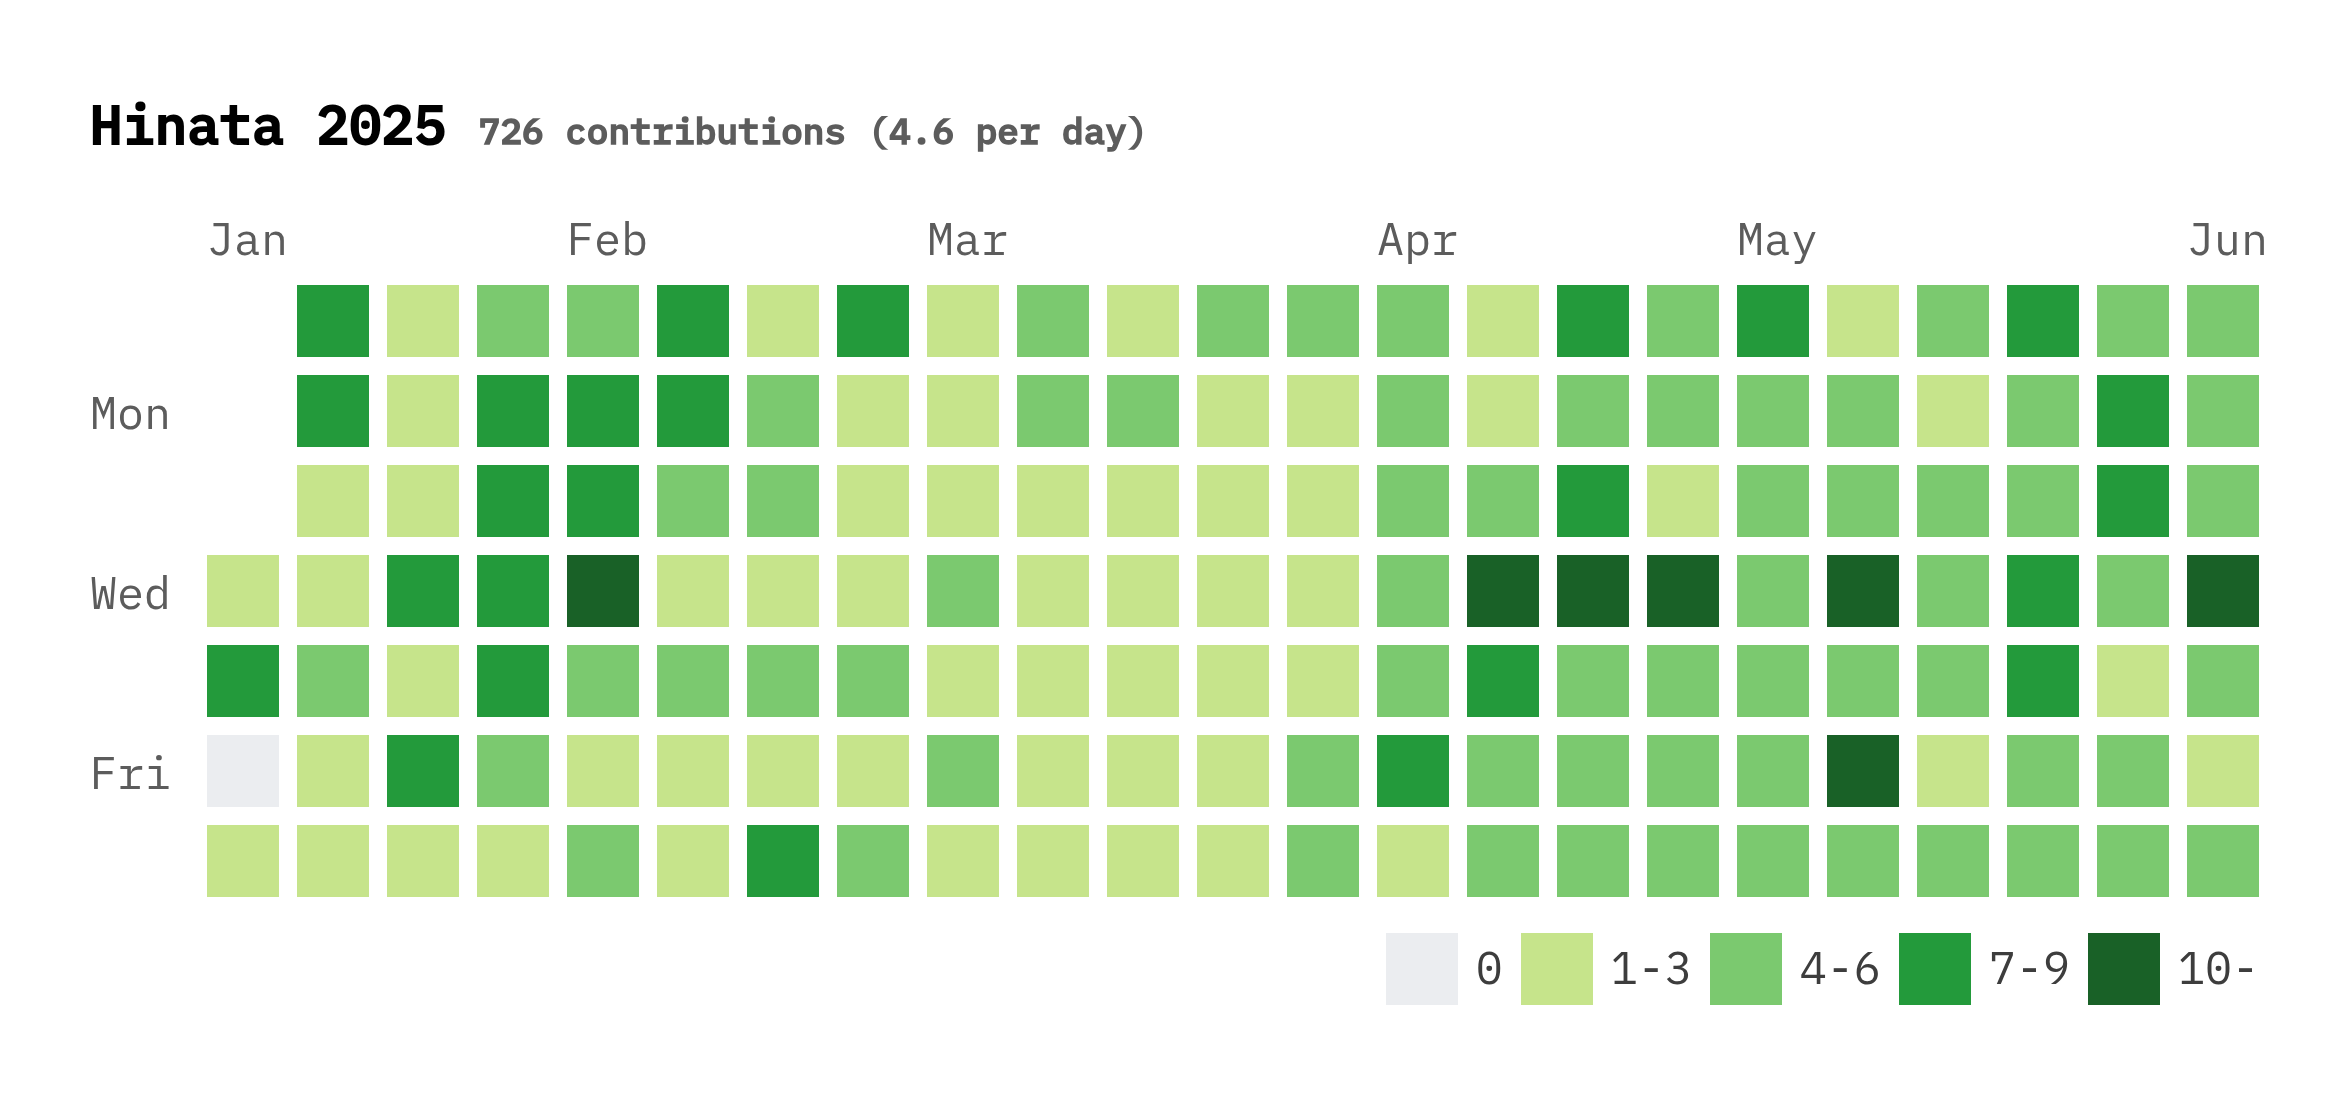 Hinata 2025 726 contributions (4.6 per day)
Jan Feb Mar Apr May Jun
Mon
Wed
Fri
0 1-3 4-6 7-9 10-